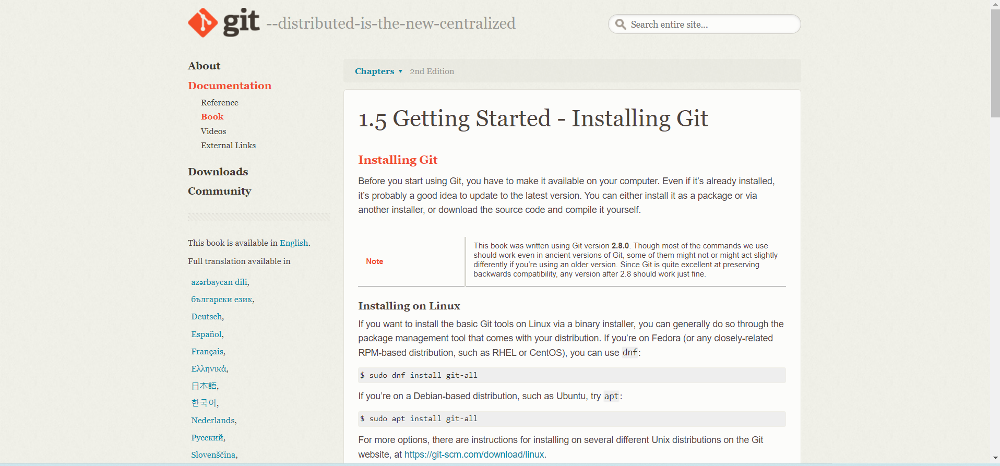 git --distributed-is-the-new-centralized
Search entire site...
About
Documentation
Reference
Book
Videos
External Links
Downloads
Community
This book is available in English.
Full translation available in
azərbaycan dili,
български език,
Deutsch,
Español,
Français,
Ελληνικά,
日本語,
한국어,
Nederlands,
Русский,
Slovenščina,
Chapters ▾ 2nd Edition
1.5 Getting Started - Installing Git
Installing Git
Before you start using Git, you have to make it available on your computer. Even if it’s already installed,
it’s probably a good idea to update to the latest version. You can either install it as a package or via
another installer, or download the source code and compile it yourself.
Note
This book was written using Git version 2.8.0. Though most of the commands we use
should work even in ancient versions of Git, some of them might not or might act slightly
differently if you’re using an older version. Since Git is quite excellent at preserving
backwards compatibility, any version after 2.8 should work just fine.
Installing on Linux
If you want to install the basic Git tools on Linux via a binary installer, you can generally do so through the
package management tool that comes with your distribution. If you’re on Fedora (or any closely-related
RPM-based distribution, such as RHEL or CentOS), you can use dnf:
$ sudo dnf install git-all
If you’re on a Debian-based distribution, such as Ubuntu, try apt:
$ sudo apt install git-all
For more options, there are instructions for installing on several different Unix distributions on the Git
website, at https://git-scm.com/download/linux.